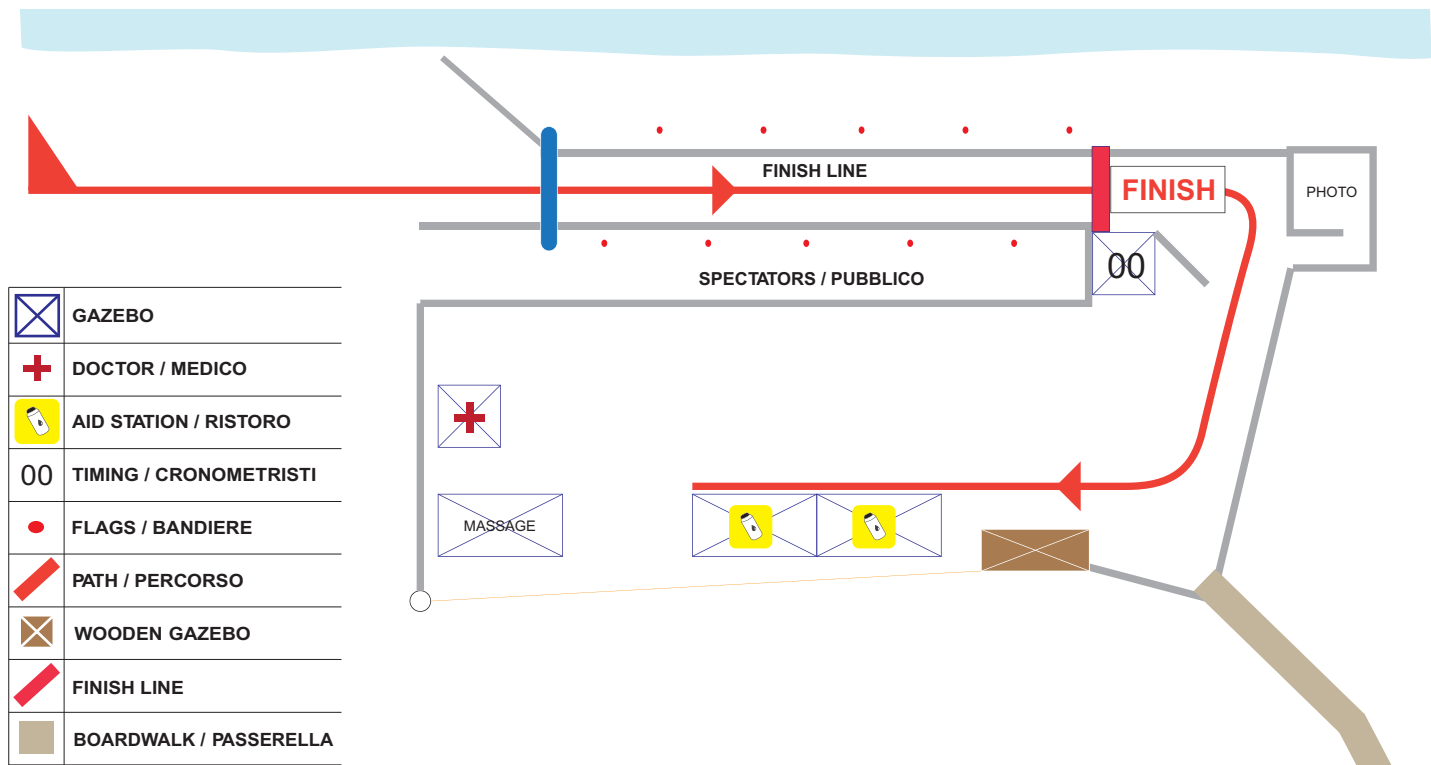 FINISH LINE
FINISH
PHOTO
00
SPECTATORS / PUBBLICO
GAZEBO
DOCTOR / MEDICO
AID STATION / RISTORO
00 TIMING / CRONOMETRISTI
FLAGS / BANDIERE
PATH / PERCORSO
WOODEN GAZEBO
FINISH LINE
BOARDWALK / PASSERELLA
MASSAGE